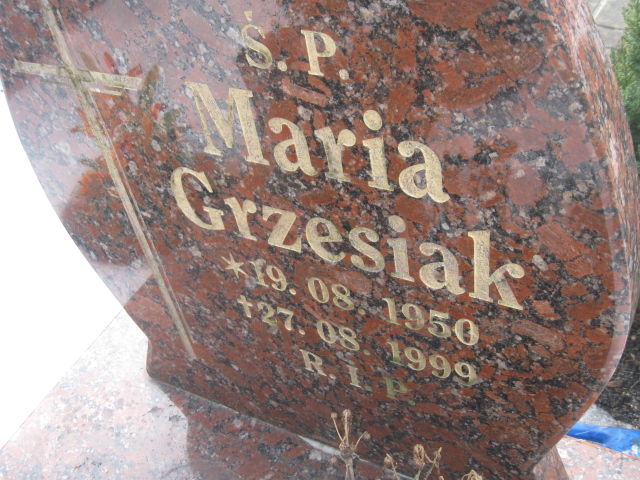 Ś. P.
Maria
Grzesiak
*19. 08. 1950
†27. 08. 1999
R. I P.